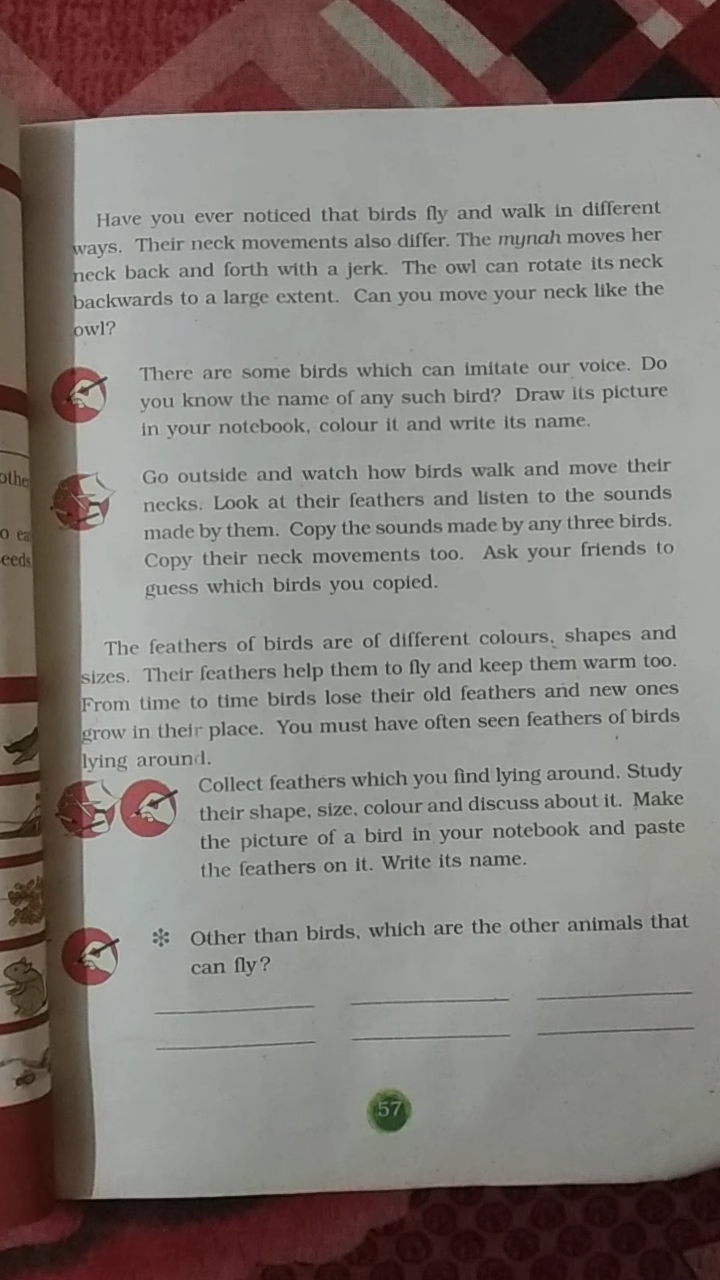 Have you ever noticed that birds fly and walk in different
ways. Their neck movements also differ. The mynah moves her
neck back and forth with a jerk. The owl can rotate its neck
backwards to a large extent. Can you move your neck like the
owl?
There are some birds which can imitate our voice. Do
you know the name of any such bird? Draw its picture
in your notebook, colour it and write its name.
Go outside and watch how birds walk and move their
necks. Look at their feathers and listen to the sounds
made by them. Copy the sounds made by any three birds.
Copy their neck movements too. Ask your friends to
guess which birds you copied.
The feathers of birds are of different colours, shapes and
sizes. Their feathers help them to fly and keep them warm too.
From time to time birds lose their old feathers and new ones
grow in their place. You must have often seen feathers of birds
lying around.
Collect feathers which you find lying around. Study
their shape, size, colour and discuss about it. Make
the picture of a bird in your notebook and paste
the feathers on it. Write its name.
* Other than birds, which are the other animals that
can fly?
57